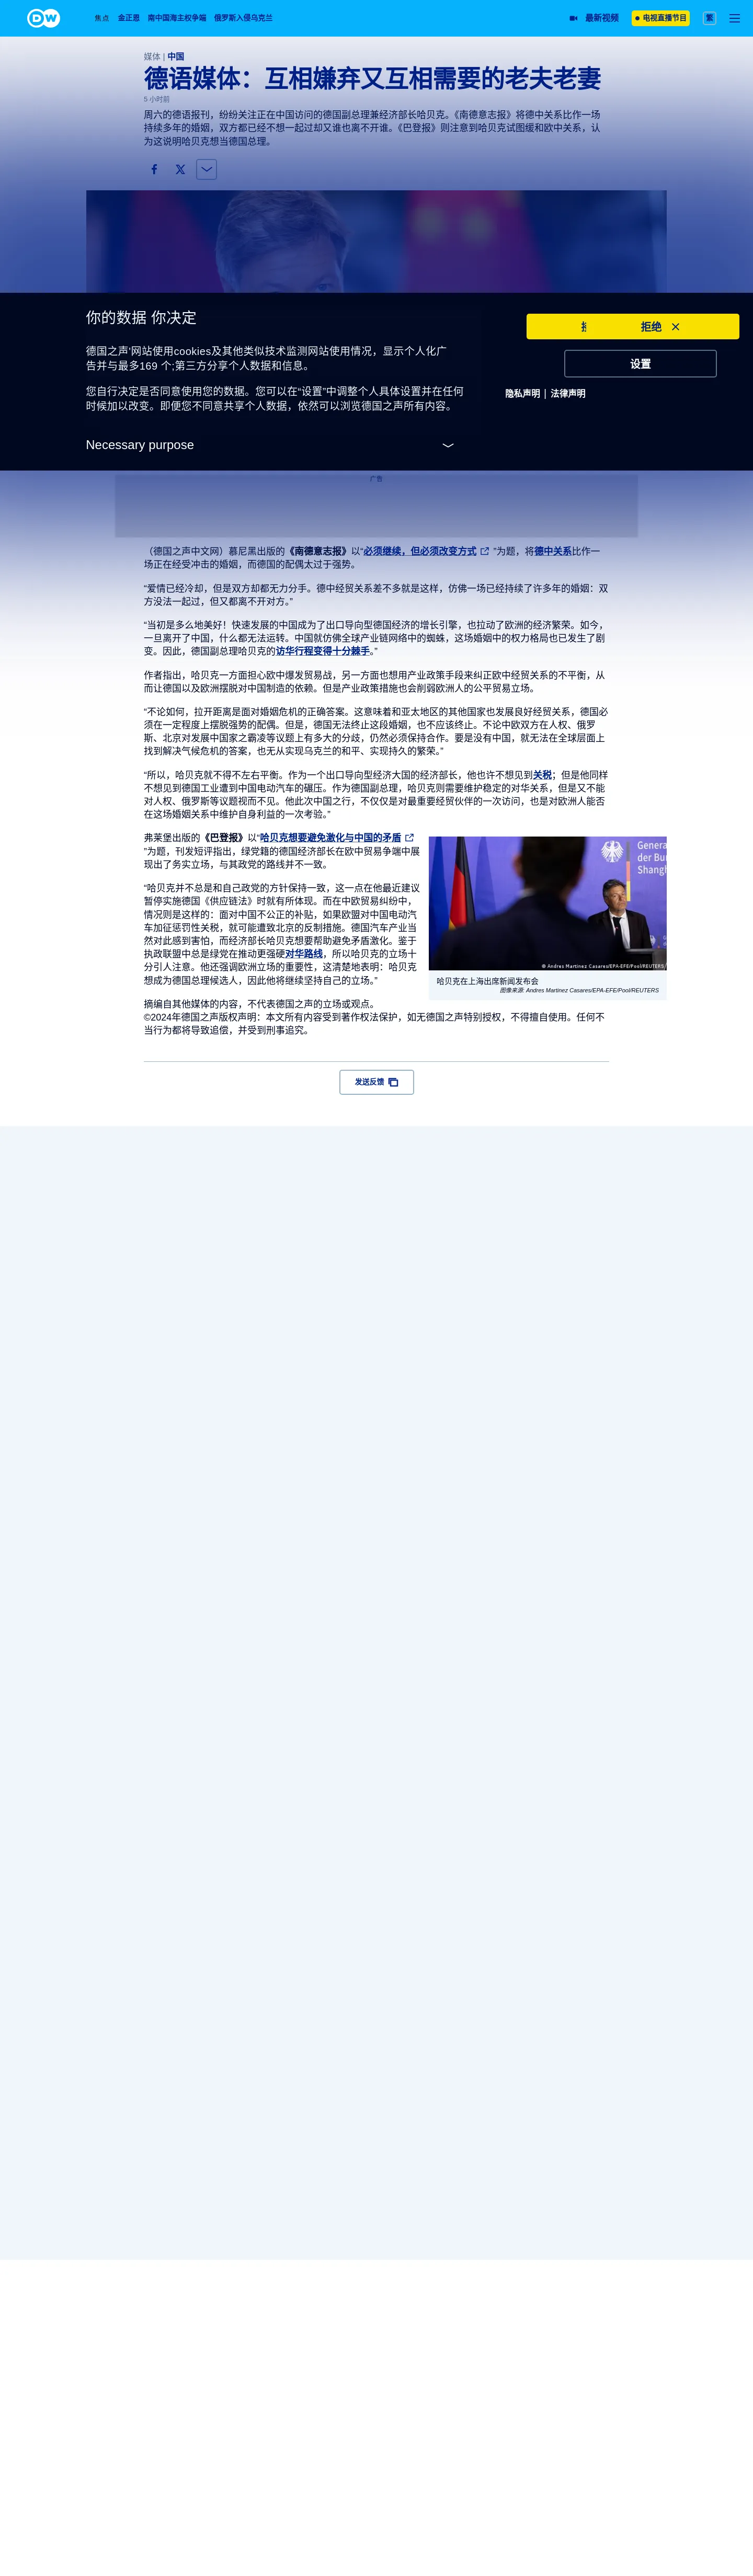 DW
焦点 金正恩 南中国海主权争端 俄罗斯入侵乌克兰 最新视频 电视直播节目 繁
媒体 | 中国
德语媒体：互相嫌弃又互相需要的老夫老妻
5 小时前
周六的德语报刊，纷纷关注正在中国访问的德国副总理兼经济部长哈贝克。《南德意志报》将德中关系比作一场
持续多年的婚姻，双方都已经不想一起过却又谁也离不开谁。《巴登报》则注意到哈贝克试图缓和欧中关系，认
为这说明哈贝克想当德国总理。
你的数据 你决定
拒绝
德国之声'网站使用cookies及其他类似技术监测网站使用情况，显示个人化广
告并与最多169 个;第三方分享个人数据和信息。
设置
您自行决定是否同意使用您的数据。您可以在“设置”中调整个人具体设置并在任何
时候加以改变。即便您不同意共享个人数据，依然可以浏览德国之声所有内容。
隐私声明 | 法律声明
Necessary purpose
广告
（德国之声中文网）慕尼黑出版的《南德意志报》以“必须继续，但必须改变方式 ”为题，将德中关系比作一
场正在经受冲击的婚姻，而德国的配偶太过于强势。
“爱情已经冷却，但是双方却都无力分手。德中经贸关系差不多就是这样，仿佛一场已经持续了许多年的婚姻：双
方没法一起过，但又都离不开对方。”
“当初是多么地美好！快速发展的中国成为了出口导向型德国经济的增长引擎，也拉动了欧洲的经济繁荣。如今，
一旦离开了中国，什么都无法运转。中国就仿佛全球产业链网络中的蜘蛛，这场婚姻中的权力格局也已发生了剧
变。因此，德国副总理哈贝克的访华行程变得十分棘手。”
作者指出，哈贝克一方面担心欧中爆发贸易战，另一方面也想用产业政策手段来纠正欧中经贸关系的不平衡，从
而让德国以及欧洲摆脱对中国制造的依赖。但是产业政策措施也会削弱欧洲人的公平贸易立场。
“不论如何，拉开距离是面对婚姻危机的正确答案。这意味着和亚太地区的其他国家也发展良好经贸关系，德国必
须在一定程度上摆脱强势的配偶。但是，德国无法终止这段婚姻，也不应该终止。不论中欧双方在人权、俄罗
斯、北京对发展中国家之霸凌等议题上有多大的分歧，仍然必须保持合作。要是没有中国，就无法在全球层面上
找到解决气候危机的答案，也无从实现乌克兰的和平、实现持久的繁荣。”
“所以，哈贝克就不得不左右平衡。作为一个出口导向型经济大国的经济部长，他也许不想见到关税；但是他同样
不想见到德国工业遭到中国电动汽车的碾压。作为德国副总理，哈贝克则需要维护稳定的对华关系，但是又不能
对人权、俄罗斯等议题视而不见。他此次中国之行，不仅仅是对最重要经贸伙伴的一次访问，也是对欧洲人能否
在这场婚姻关系中维护自身利益的一次考验。”
弗莱堡出版的《巴登报》以“哈贝克想要避免激化与中国的矛盾
”为题，刊发短评指出，绿党籍的德国经济部长在欧中贸易争端中展
现出了务实立场，与其政党的路线并不一致。
“哈贝克并不总是和自己政党的方针保持一致，这一点在他最近建议
暂停实施德国《供应链法》时就有所体现。而在中欧贸易纠纷中，
情况则是这样的：面对中国不公正的补贴，如果欧盟对中国电动汽
车加征惩罚性关税，就可能遭致北京的反制措施。德国汽车产业当
然对此感到害怕，而经济部长哈贝克想要帮助避免矛盾激化。鉴于
执政联盟中总是绿党在推动更强硬对华路线，所以哈贝克的立场十
分引人注意。他还强调欧洲立场的重要性，这清楚地表明：哈贝克
想成为德国总理候选人，因此他将继续坚持自己的立场。”
© Andres Martinez Casares/EPA-EFE/Pool/REUTERS
哈贝克在上海出席新闻发布会
图像来源: Andres Martinez Casares/EPA-EFE/Pool/REUTERS
摘编自其他媒体的内容，不代表德国之声的立场或观点。
©2024年德国之声版权声明：本文所有内容受到著作权法保护，如无德国之声特别授权，不得擅自使用。任何不
当行为都将导致追偿，并受到刑事追究。
发送反馈